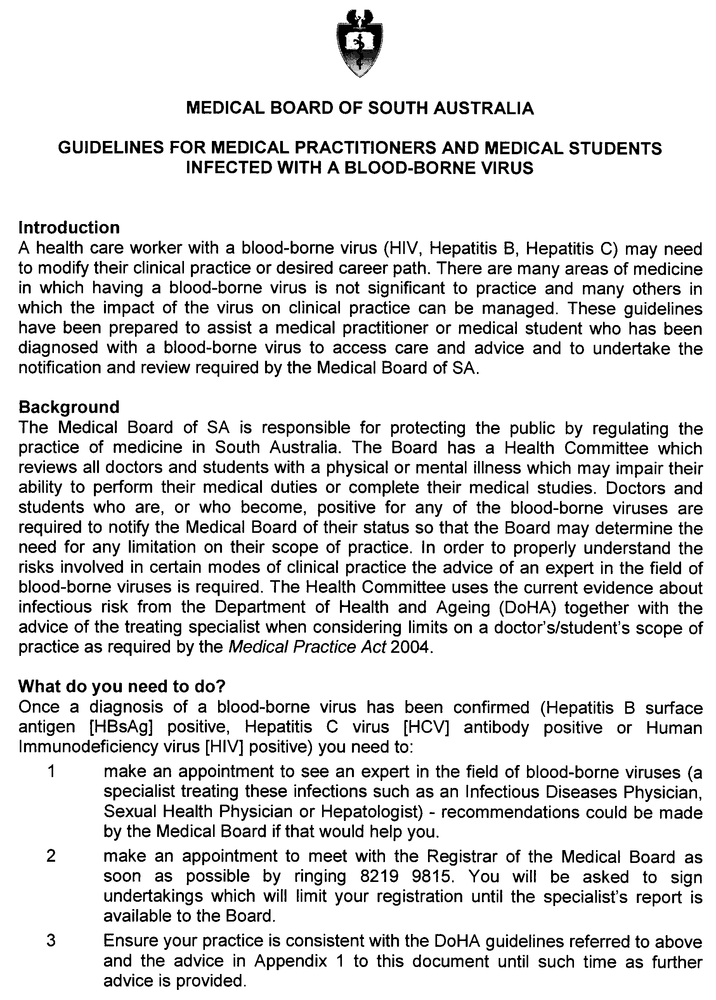 MEDICAL BOARD OF SOUTH AUSTRALIA
GUIDELINES FOR MEDICAL PRACTITIONERS AND MEDICAL STUDENTS
INFECTED WITH A BLOOD-BORNE VIRUS
Introduction
A health care worker with a blood-borne virus (HIV, Hepatitis B, Hepatitis C) may need
to modify their clinical practice or desired career path. There are many areas of medicine
in which having a blood-borne virus is not significant to practice and many others in
which the impact of the virus on clinical practice can be managed. These guidelines
have been prepared to assist a medical practitioner or medical student who has been
diagnosed with a blood-borne virus to access care and advice and to undertake the
notification and review required by the Medical Board of SA.
Background
The Medical Board of SA is responsible for protecting the public by regulating the
practice of medicine in South Australia. The Board has a Health Committee which
reviews all doctors and students with a physical or mental illness which may impair their
ability to perform their medical duties or complete their medical studies. Doctors and
students who are, or who become, positive for any of the blood-borne viruses are
required to notify the Medical Board of their status so that the Board may determine the
need for any limitation on their scope of practice. In order to properly understand the
risks involved in certain modes of clinical practice the advice of an expert in the field of
blood-borne viruses is required. The Health Committee uses the current evidence about
infectious risk from the Department of Health and Ageing (DoHA) together with the
advice of the treating specialist when considering limits on a doctor's/student's scope of
practice as required by the Medical Practice Act 2004.
What do you need to do?
Once a diagnosis of a blood-borne virus has been confirmed (Hepatitis B surface
antigen [HBsAg] positive, Hepatitis C virus [HCV] antibody positive or Human
Immunodeficiency virus [HIV] positive) you need to:
1 make an appointment to see an expert in the field of blood-borne viruses (a
specialist treating these infections such as an Infectious Diseases Physician,
Sexual Health Physician or Hepatologist) - recommendations could be made
by the Medical Board if that would help you.
2 make an appointment to meet with the Registrar of the Medical Board as
soon as possible by ringing 8219 9815. You will be asked to sign
undertakings which will limit your registration until the specialist's report is
available to the Board.
3 Ensure your practice is consistent with the DoHA guidelines referred to above
and the advice in Appendix 1 to this document until such time as further
advice is provided.